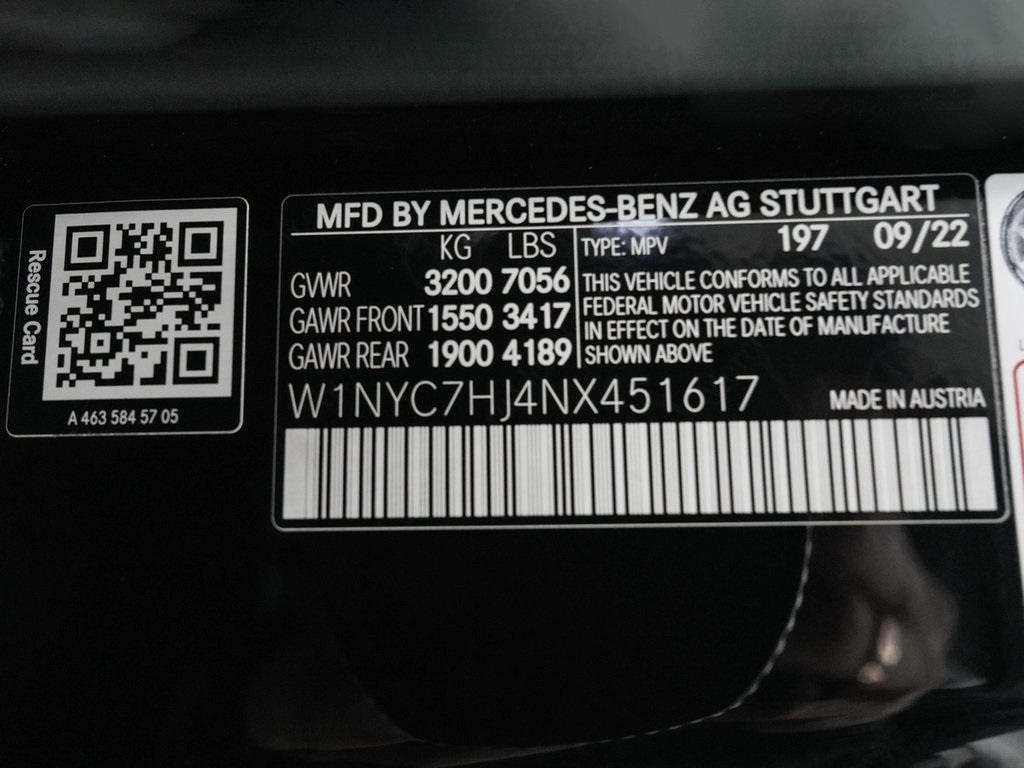 Rescue Card
A 463 584 57 05
MFD BY MERCEDES-BENZ AG STUTTGART
KG LBS
GVWR 3200 7056
GAWR FRONT 1550 3417
GAWR REAR 1900 4189
TYPE: MPV 197 09/22
THIS VEHICLE CONFORMS TO ALL APPLICABLE
FEDERAL MOTOR VEHICLE SAFETY STANDARDS
IN EFFECT ON THE DATE OF MANUFACTURE
SHOWN ABOVE
W1NYC7HJ4NX451617 MADE IN AUSTRIA